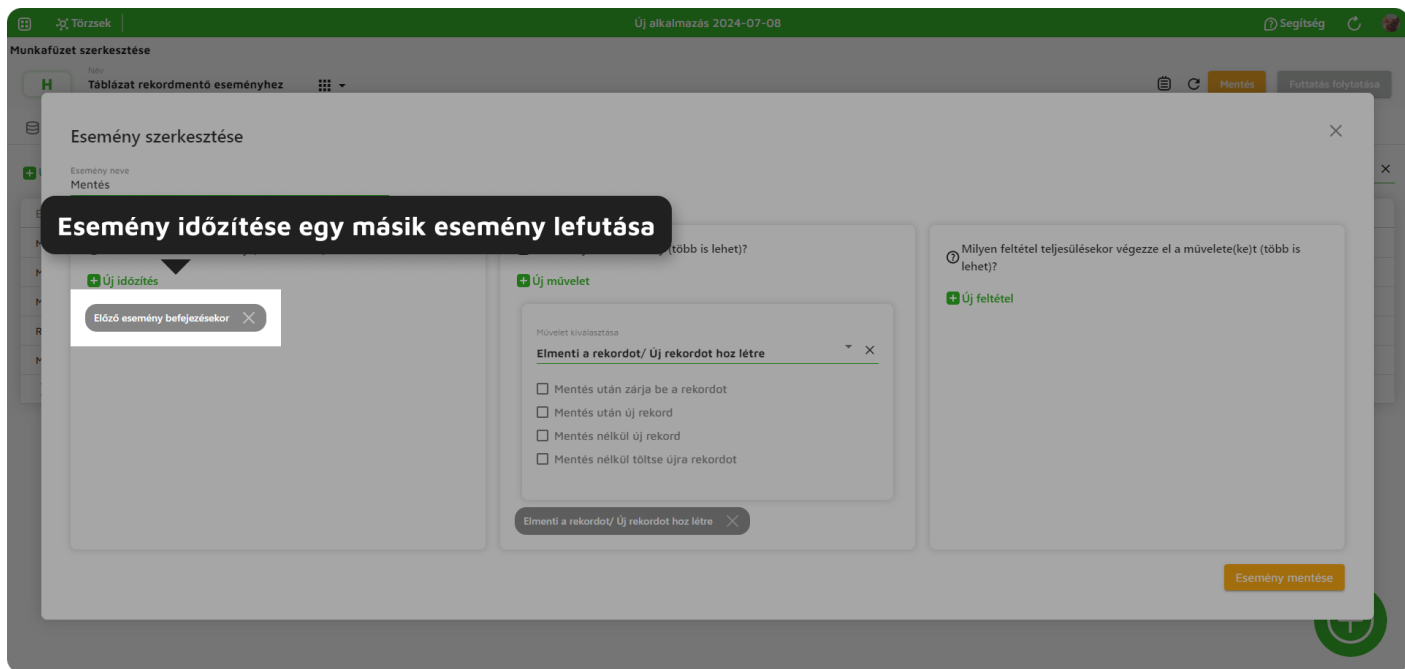 Törzsek
Új alkalmazás 2024-07-08
Segítség
Munkafüzet szerkesztése
Név
H
Táblázat rekordmentő eseményhez
Mentés
Futtatás folytatása
Esemény szerkesztése
Esemény neve
Mentés
Esemény időzítése egy másik esemény lefutása
(több is lehet)?
Új időzítés
Előző esemény befejezésekor
Új művelet
Művelet kiválasztása
Elmenti a rekordot/ Új rekordot hoz létre
Mentés után zárja be a rekordot
Mentés után új rekord
Mentés nélkül új rekord
Mentés nélkül töltse újra rekordot
Elmenti a rekordot/ Új rekordot hoz létre
Milyen feltétel teljesülésekor végezze el a művelete(ke)t (több is
lehet)?
Új feltétel
Esemény mentése